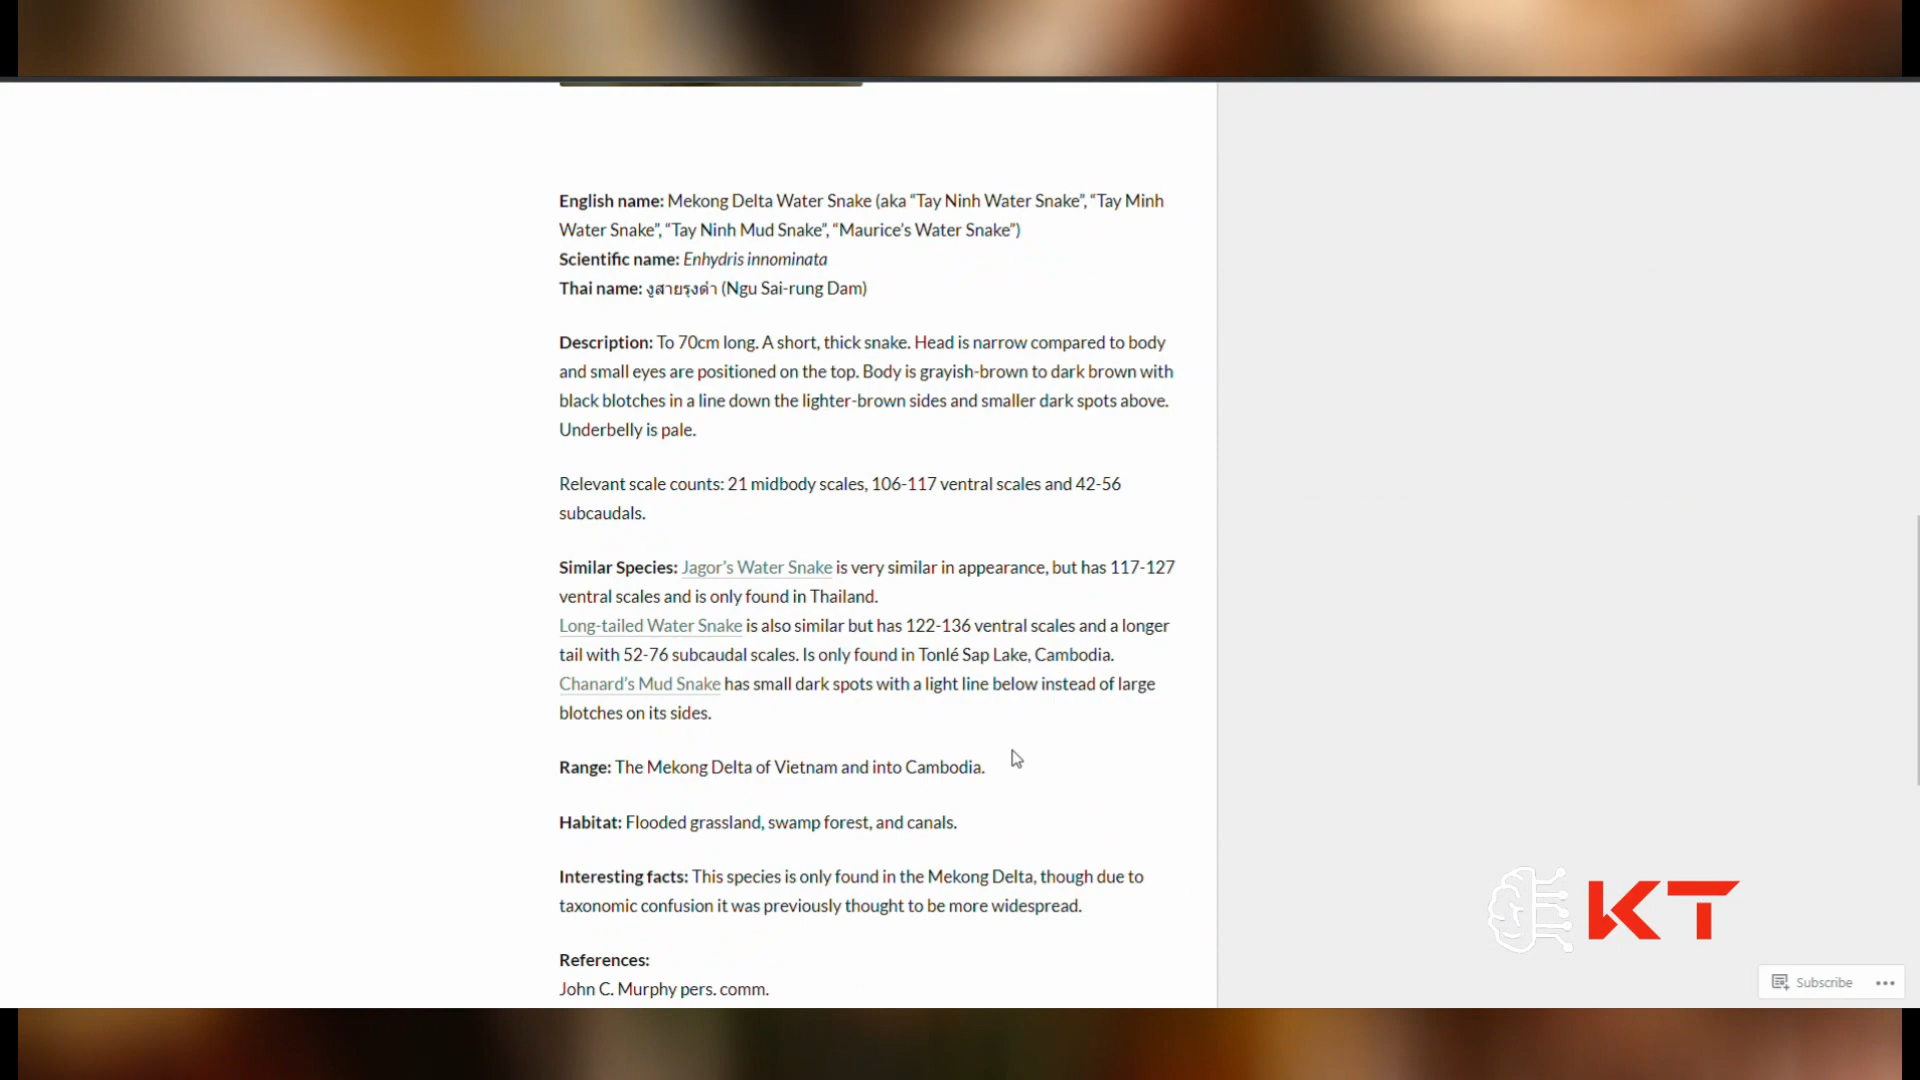 English name: Mekong Delta Water Snake (aka “Tay Ninh Water Snake”, “Tay Minh
Water Snake”, “Tay Ninh Mud Snake”, “Maurice’s Water Snake”)
Scientific name: Enhydris innominata
Thai name: งูสายรุงดำ (Ngu Sai-rung Dam)
Description: To 70cm long. A short, thick snake. Head is narrow compared to body
and small eyes are positioned on the top. Body is grayish-brown to dark brown with
black blotches in a line down the lighter-brown sides and smaller dark spots above.
Underbelly is pale.
Relevant scale counts: 21 midbody scales, 106-117 ventral scales and 42-56
subcaudals.
Similar Species: Jagor’s Water Snake is very similar in appearance, but has 117-127
ventral scales and is only found in Thailand.
Long-tailed Water Snake is also similar but has 122-136 ventral scales and a longer
tail with 52-76 subcaudal scales. Is only found in Tonlé Sap Lake, Cambodia.
Chanard’s Mud Snake has small dark spots with a light line below instead of large
blotches on its sides.
Range: The Mekong Delta of Vietnam and into Cambodia.
Habitat: Flooded grassland, swamp forest, and canals.
Interesting facts: This species is only found in the Mekong Delta, though due to
taxonomic confusion it was previously thought to be more widespread.
References:
John C. Murphy pers. comm.
KT
Subscribe